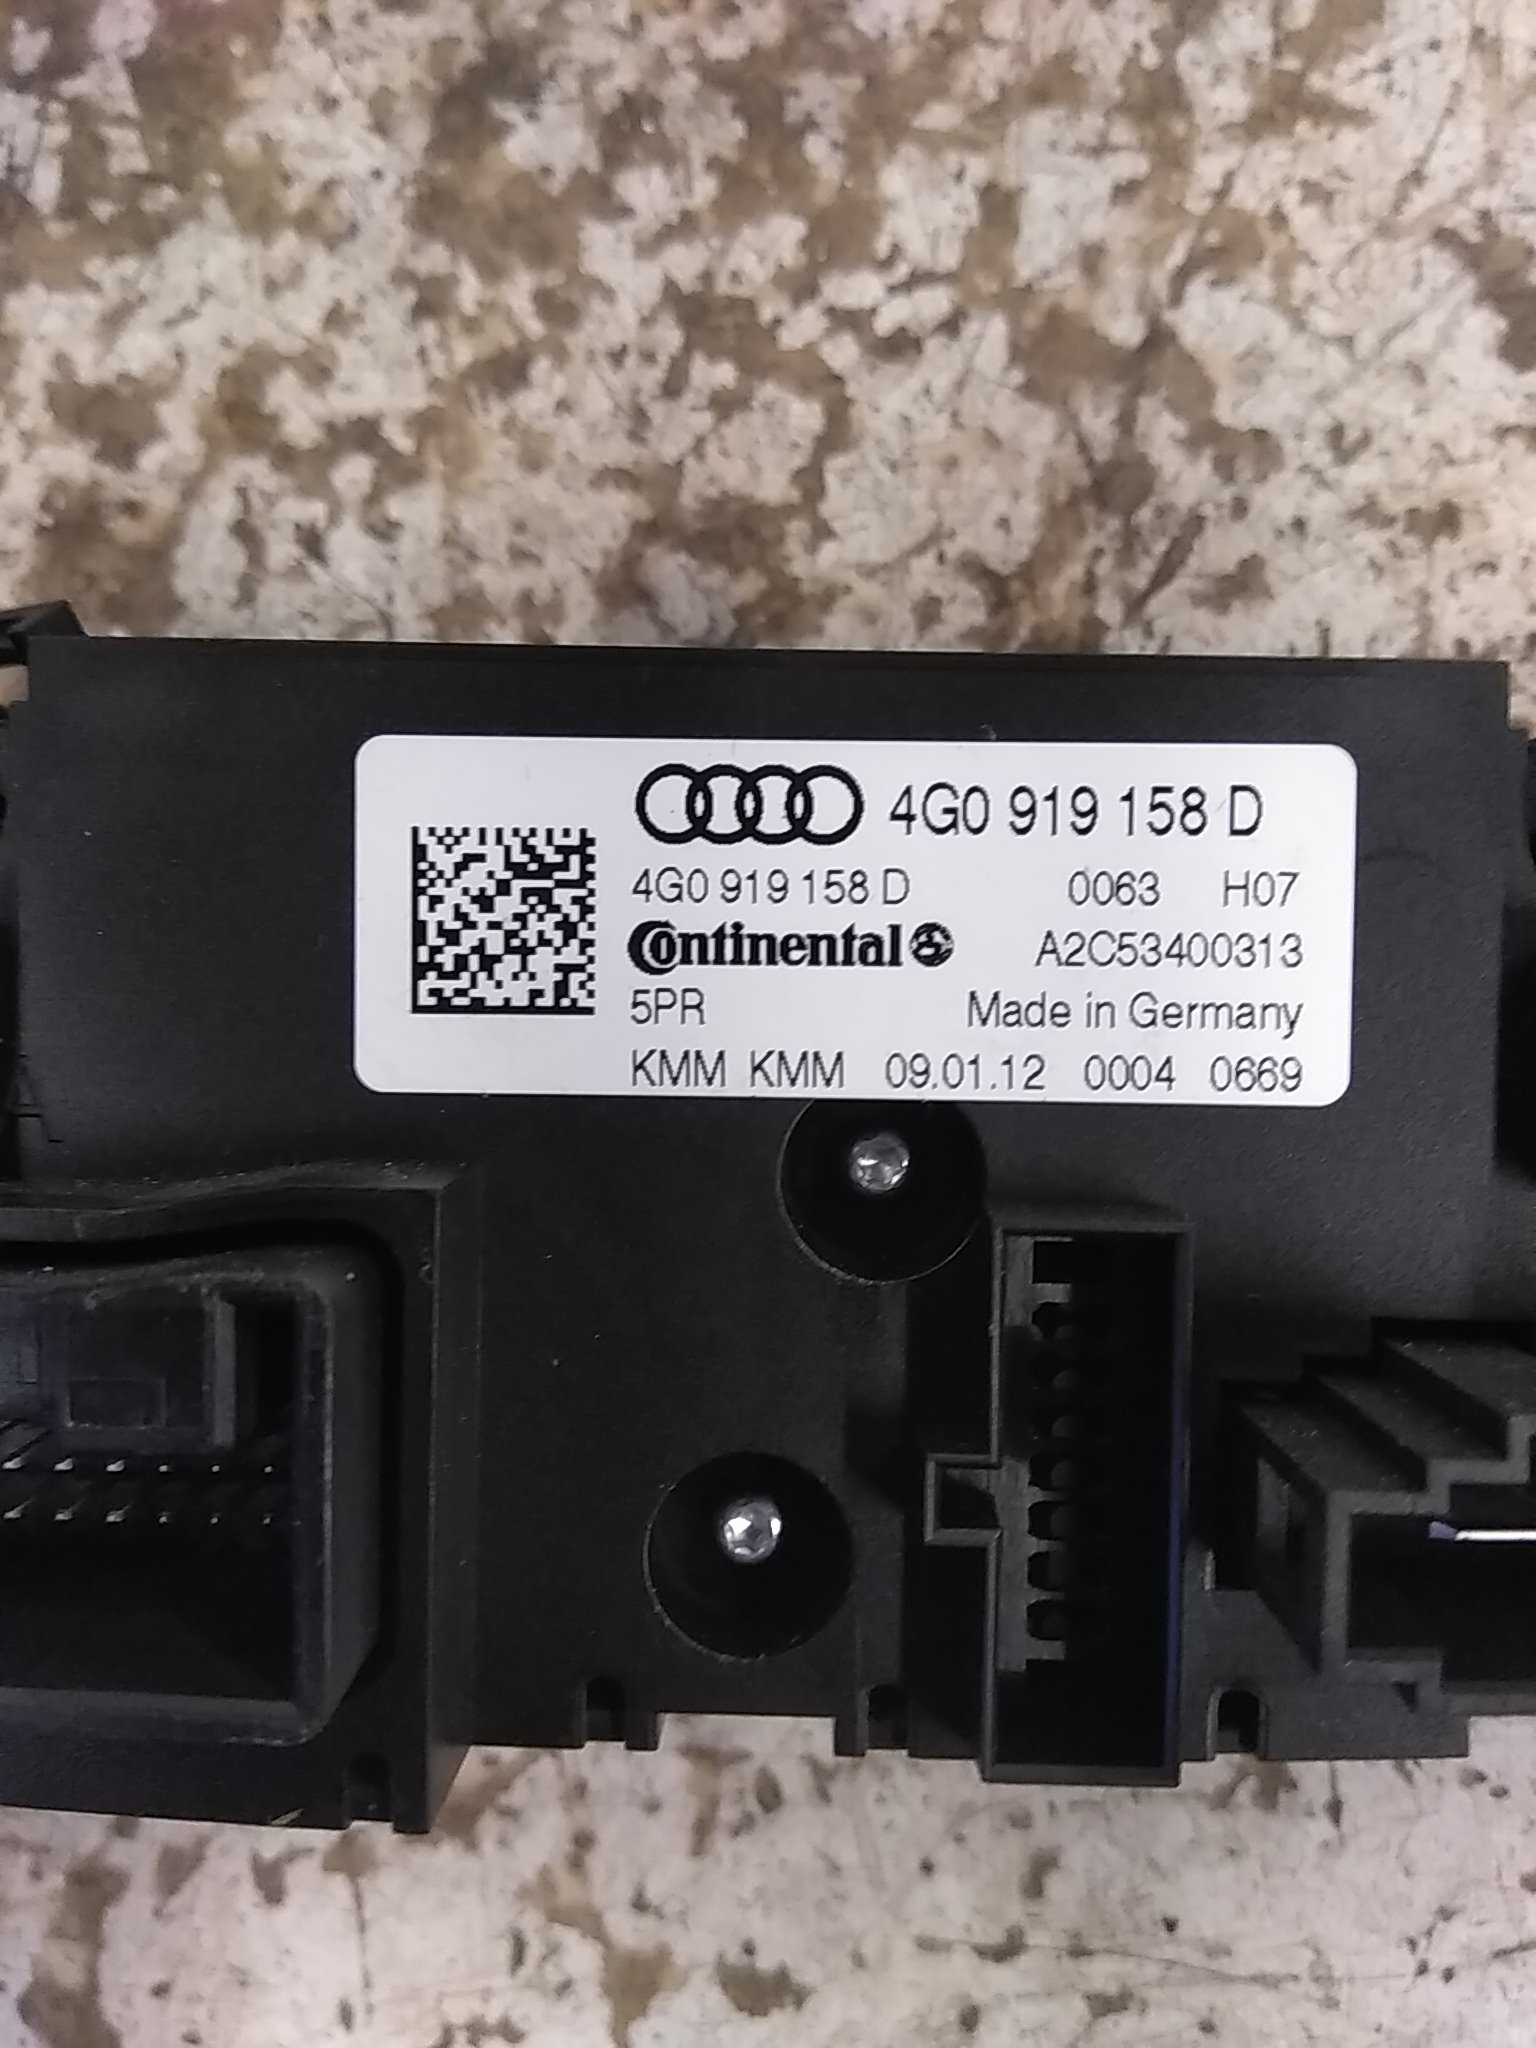 4G0 919 158 D
4G0 919 158 D 0063 H07
Continental A2C53400313
5PR Made in Germany
KMM KMM 09.01.12 0004 0669